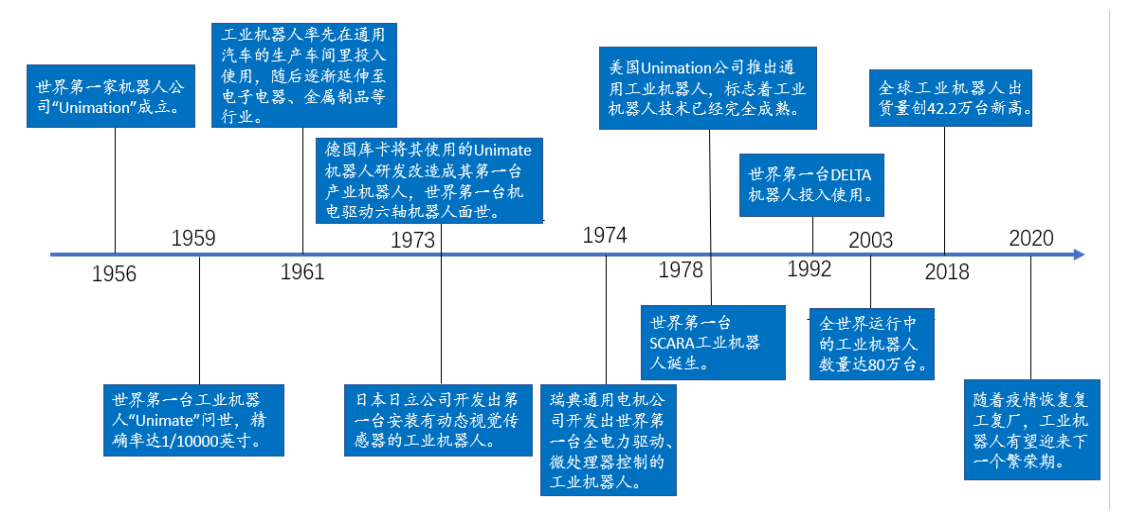 世界第一家机器人公
司“Unimation”成立。
工业机器人率先在通用
汽车的生产车间里投入
使用，随后逐渐延伸至
电子电器、金属制品等
行业。
德国库卡将其使用的Unimate
机器人研发改造成其第一台
产业机器人，世界第一台机
电驱动六轴机器人面世。
美国Unimation公司推出通
用工业机器人，标志着工业
机器人技术已经完全成熟。
世界第一台DELTA
机器人投入使用。
全球工业机器人出
货量创42.2万台新高。
1956
1959
1961
1973
1974
1978
1992
2003
2018
2020
世界第一台工业机器
人“Unimate”问世，精
确率达1/10000英寸。
日本日立公司开发出第
一台安装有动态视觉传
感器的工业机器人。
瑞典通用电机公
司开发出世界第
一台全电力驱动、
微处理器控制的
工业机器人。
世界第一台
SCARA工业机器
人诞生。
全世界运行中
的工业机器人
数量达80万台。
随着疫情恢复复
工复厂，工业机
器人有望迎来下
一个繁荣期。